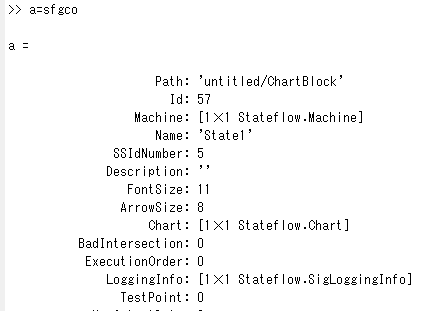 >> a=sfgco
a =
Path: 'untitled/ChartBlock'
Id: 57
Machine: [1×1 Stateflow.Machine]
Name: 'State1'
SSIdNumber: 5
Description: ''
FontSize: 11
ArrowSize: 8
Chart: [1×1 Stateflow.Chart]
BadIntersection: 0
ExecutionOrder: 0
LoggingInfo: [1×1 Stateflow.SigLoggingInfo]
TestPoint: 0